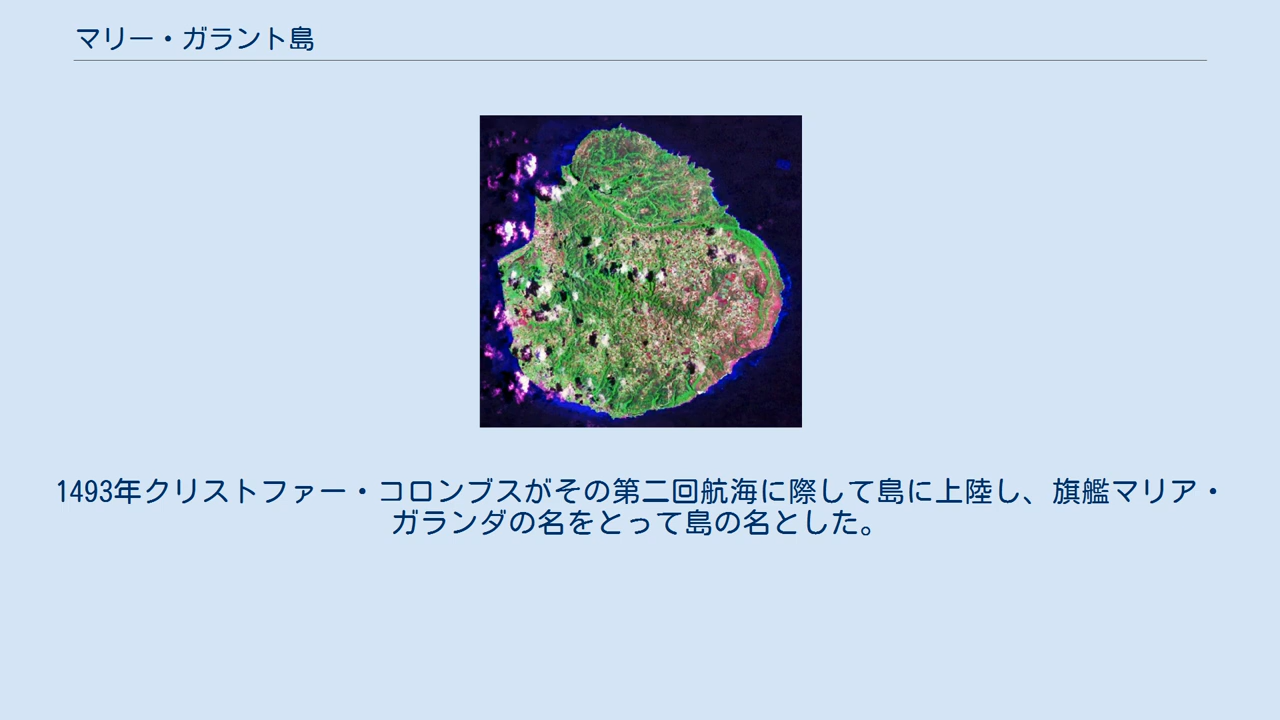 マリー・ガラント島
1493年クリストファー・コロンブスがその第二回航海に際して島に上陸し、旗艦マリア・
ガランダの名をとって島の名とした。